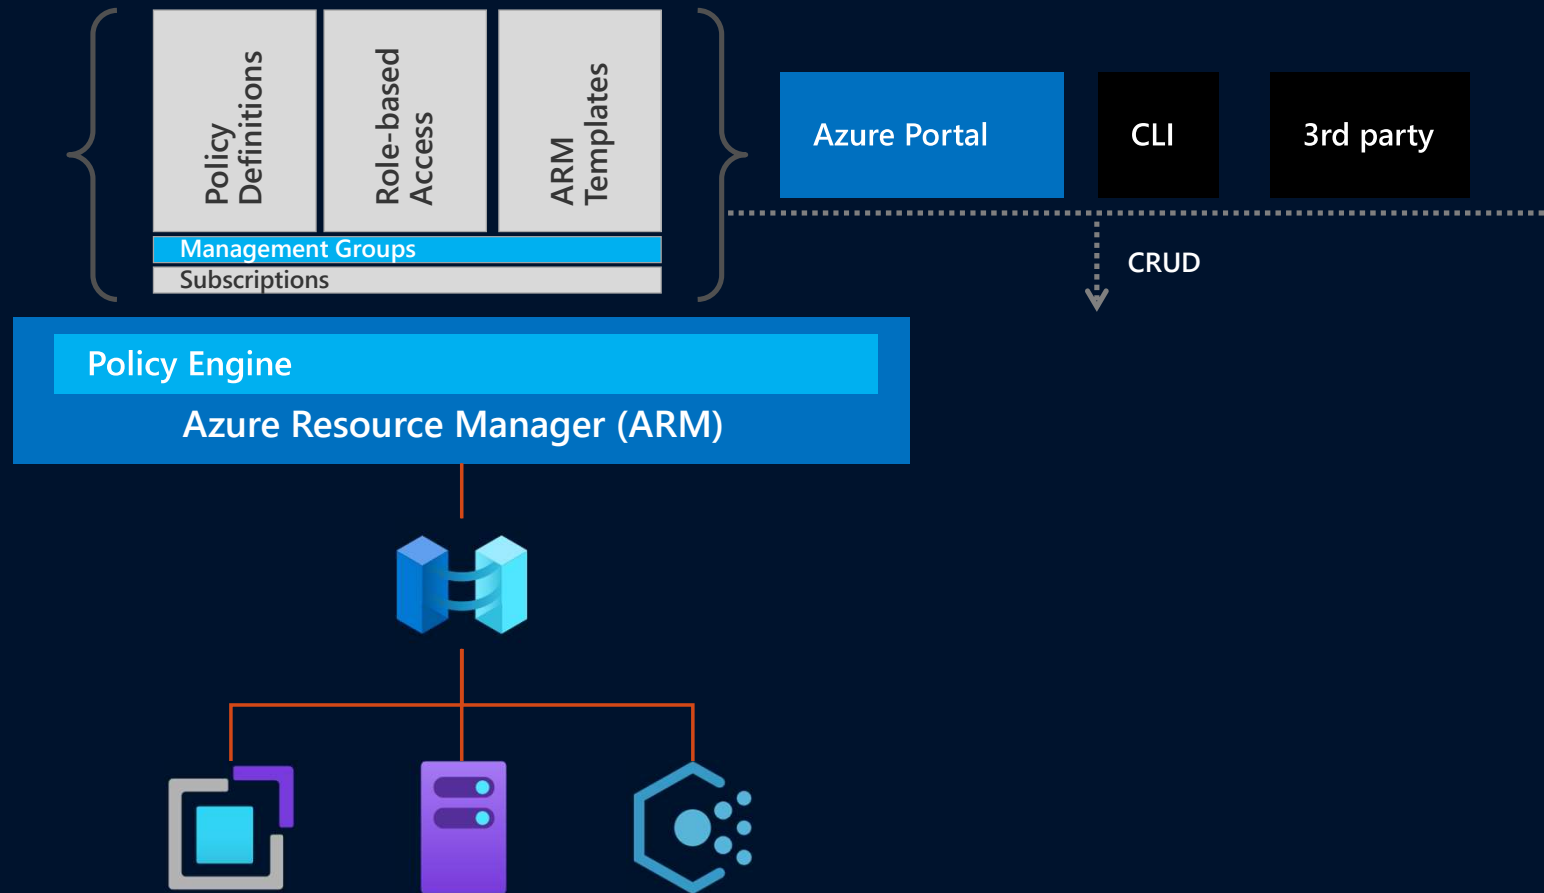 Policy
Definitions
Role-based
Access
ARM
Templates
Management Groups
Subscriptions
Azure Portal
CLI
3rd party
CRUD
Policy Engine
Azure Resource Manager (ARM)